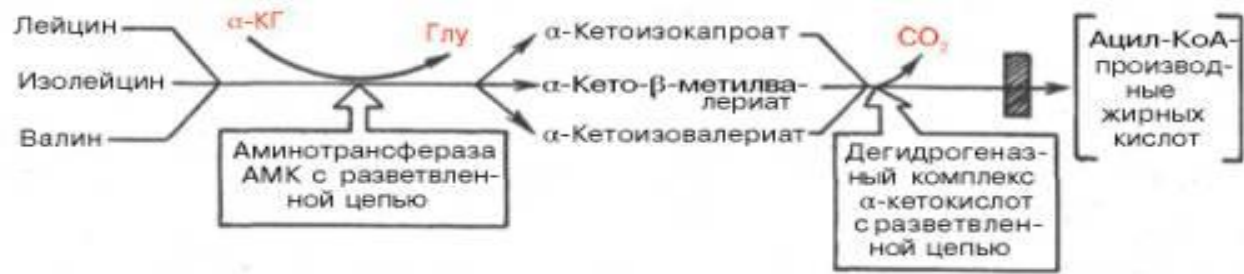 Лейцин
Изолейцин
Валин
α-КГ
Глу
Аминотрансфераза
АМК с разветвлен-
ной цепью
α-Кетоизокапроат
α-Кето-β-метилва-
лериат
α-Кетоизовалериат
CO₂
Дегидрогеназ-
ный комплекс
α-кетокислот
с разветвлен-
ной цепью
Ацил-КоА-
производ-
ные
жирных
кислот